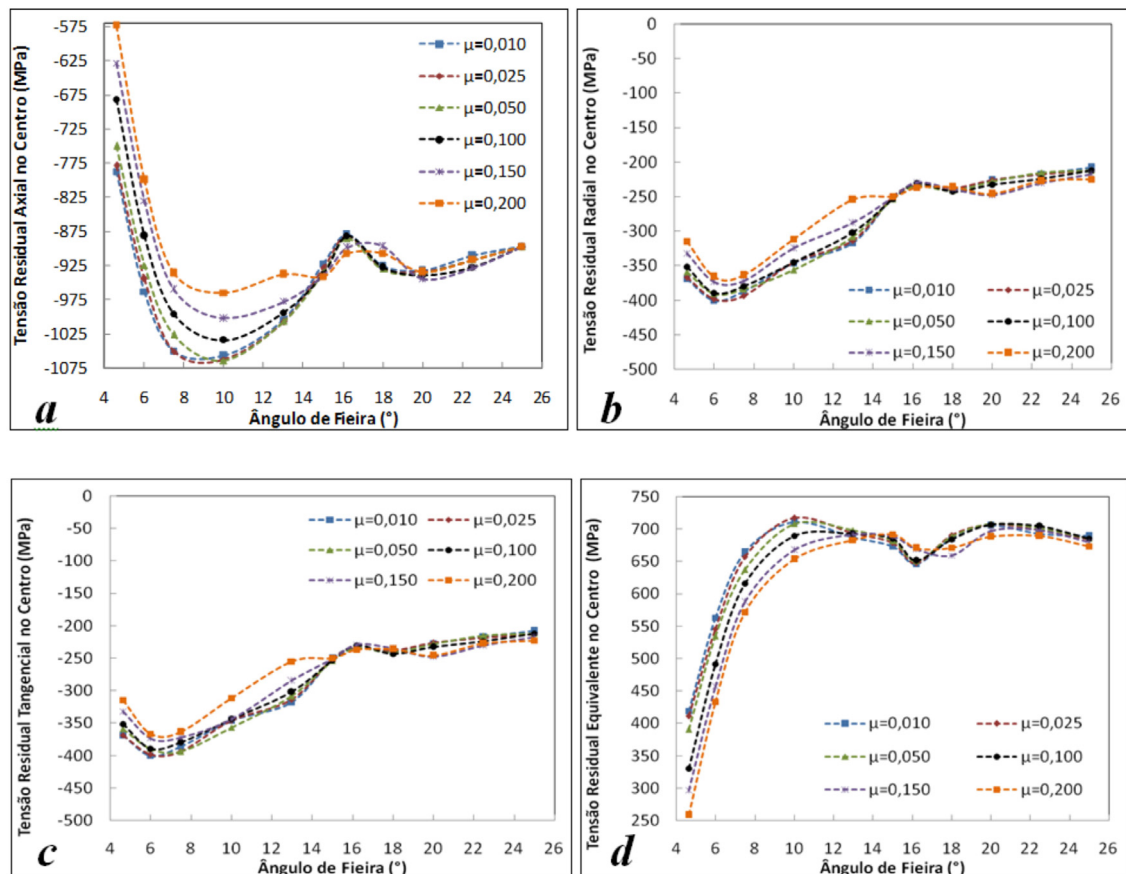 Tensão Residual Axial no Centro (MPa)
-575
-625
-675
-725
-775
-825
-875
-925
-975
-1025
-1075
μ=0,010
μ=0,025
μ=0,050
μ=0,100
μ=0,150
μ=0,200
4 6 8 10 12 14 16 18 20 22 24 26
Ângulo de Fieira (°)
a
Tensão Residual Radial no Centro (MPa)
0
-50
-100
-150
-200
-250
-300
-350
-400
-450
-500
μ=0,010 μ=0,025
μ=0,050 μ=0,100
μ=0,150 μ=0,200
4 6 8 10 12 14 16 18 20 22 24 26
Ângulo de Fieira (°)
b
Tensão Residual Tangencial no Centro (MPa)
0
-50
-100
-150
-200
-250
-300
-350
-400
-450
-500
μ=0,010 μ=0,025
μ=0,050 μ=0,100
μ=0,150 μ=0,200
4 6 8 10 12 14 16 18 20 22 24 26
Ângulo de Fieira (°)
c
Tensão Residual Equivalente no Centro (MPa)
750
700
650
600
550
500
450
400
350
300
250
μ=0,010 μ=0,025
μ=0,050 μ=0,100
μ=0,150 μ=0,200
4 6 8 10 12 14 16 18 20 22 24 26
Ângulo de Fieira (°)
d